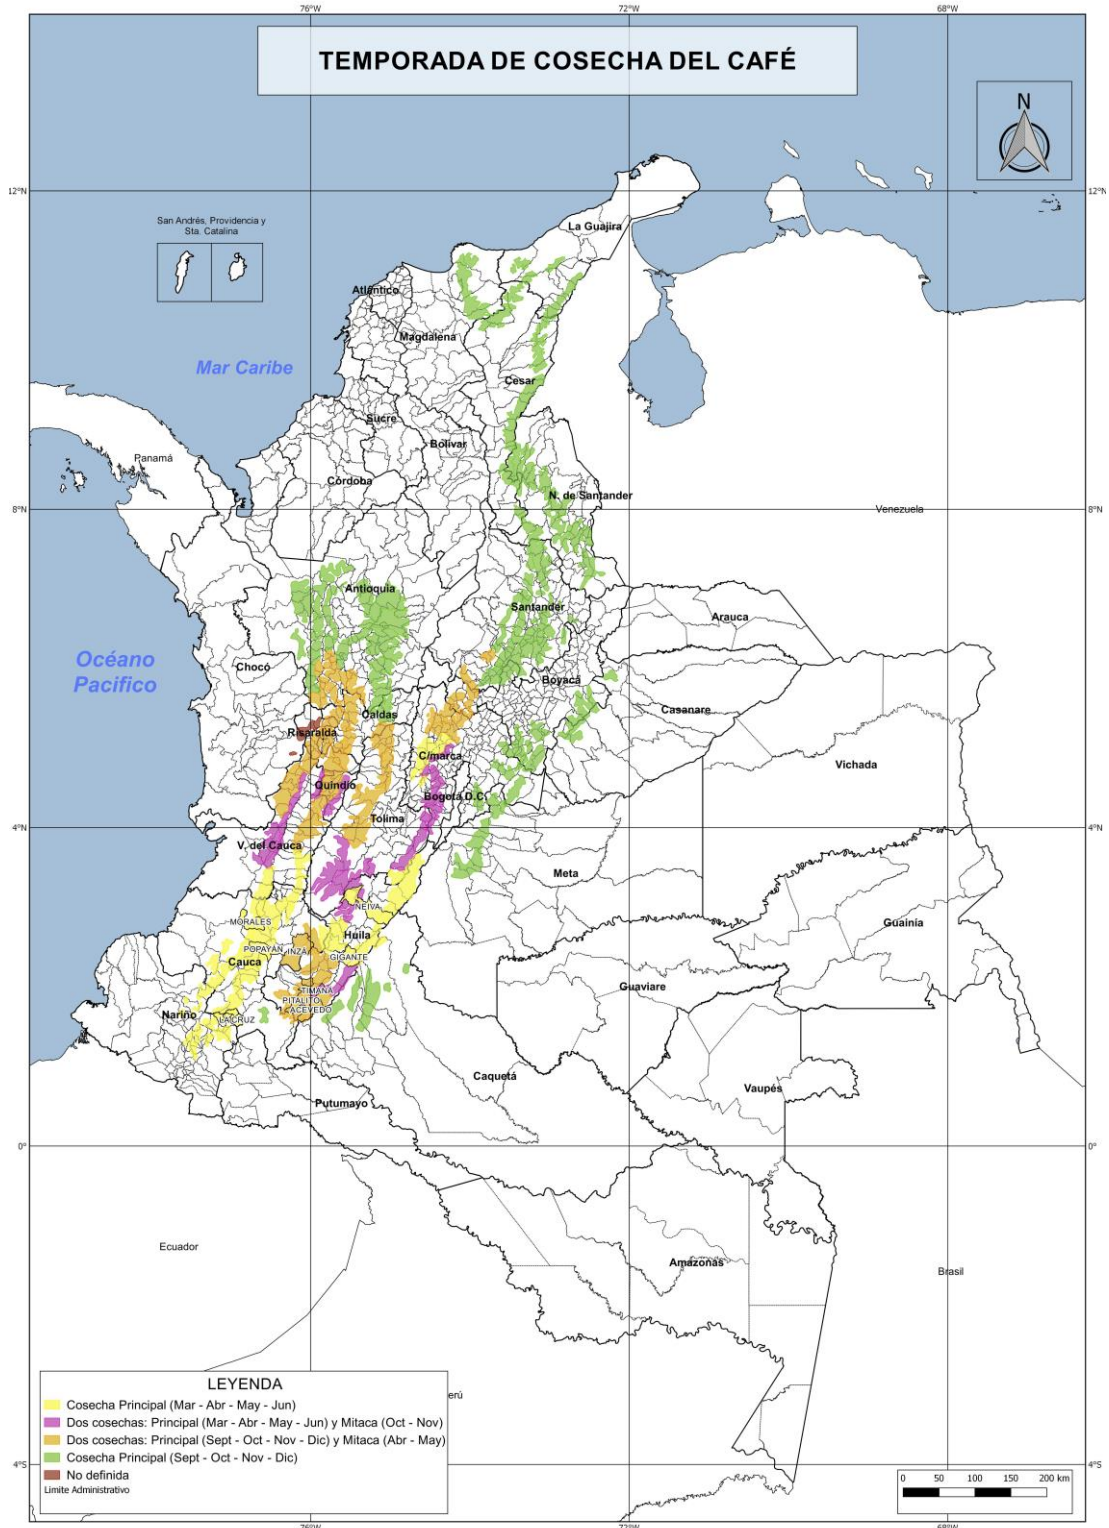 76°W
72°W
68°W
TEMPORADA DE COSECHA DEL CAFÉ
N
12°N
12°N
San Andrés, Providencia y
Sta. Catalina
La Guajira
Atlántico
Magdalena
Mar Caribe
Cesar
Sucre
Bolívar
Panamá
Córdoba
N. de Santander
8°N
8°N
Venezuela
Antioquia
Santander
Arauca
Océano
Pacifico
Chocó
Boyacá
Casanare
Caldas
Risaralda
C/marca
Vichada
Quindio
Bogotá D.C.
Tolima
4°N
4°N
V. del Cauca
Meta
NEIVA
MORALES
Guainía
Huila
POPAYÁN
INZA
GIGANTE
Cauca
Guaviare
TIMANA
PITALITO
ACEVEDO
Nariño
LA CRUZ
Caquetá
Vaupés
Putumayo
0°
0°
Ecuador
Amazonas
Brasil
LEYENDA
erú
Cosecha Principal (Mar - Abr - May - Jun)
Dos cosechas: Principal (Mar - Abr - May - Jun) y Mitaca (Oct - Nov)
Dos cosechas: Principal (Sept - Oct - Nov - Dic) y Mitaca (Abr - May)
Cosecha Principal (Sept - Oct - Nov - Dic)
No definida
Limite Administrativo
4°S
4°S
0 50 100 150 200 km
76°W
72°W
68°W